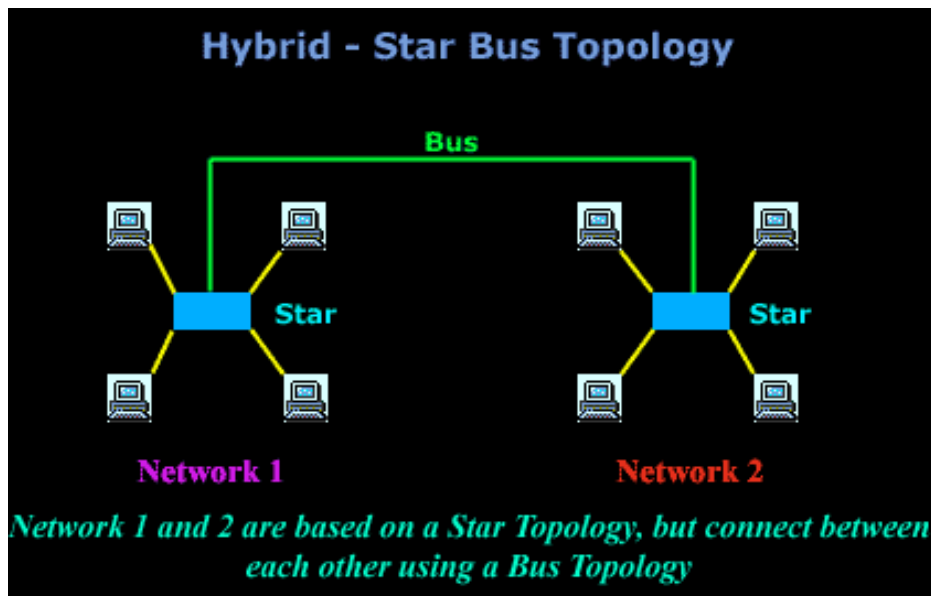 Hybrid - Star Bus Topology
Bus
Star
Star
Network 1
Network 2
Network 1 and 2 are based on a Star Topology, but connect between
each other using a Bus Topology